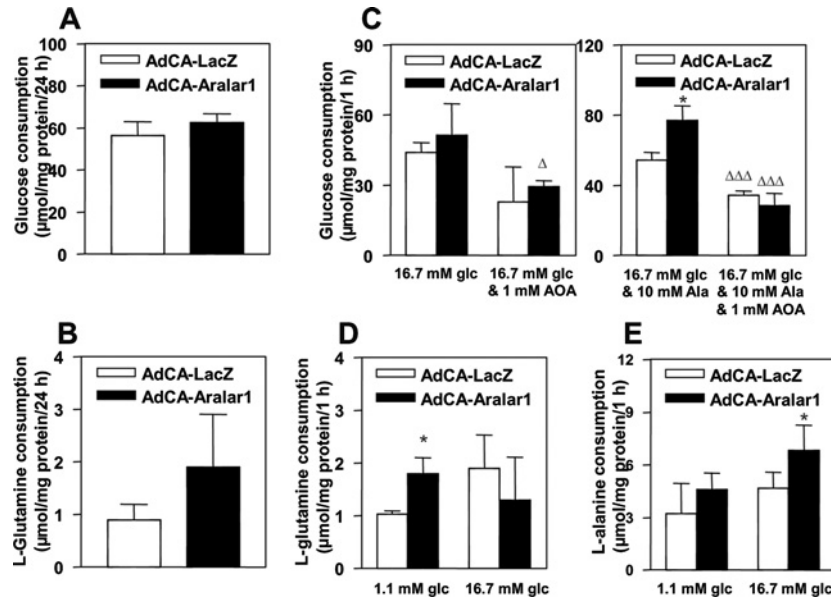 A
Glucose consumption
(µmol/mg protein/24 h)
100
80
60
40
20
0
AdCA-LacZ
AdCA-Aralar1
C
Glucose consumption
(µmol/mg protein/1 h)
90
60
30
0
AdCA-LacZ
AdCA-Aralar1
Δ
16.7 mM glc
16.7 mM glc
& 1 mM AOA
120
80
40
0
AdCA-LacZ
AdCA-Aralar1
*
ΔΔΔ ΔΔΔ
16.7 mM glc
& 10 mM Ala
16.7 mM glc
& 10 mM Ala
& 1 mM AOA
B
L-Glutamine consumption
(µmol/mg protein/24 h)
4
3
2
1
0
AdCA-LacZ
AdCA-Aralar1
D
L-glutamine consumption
(µmol/mg protein/1 h)
4
3
2
1
0
AdCA-LacZ
AdCA-Aralar1
*
1.1 mM glc
16.7 mM glc
E
L-alanine consumption
(µmol/mg protein/1 h)
12
9
6
3
0
AdCA-LacZ
AdCA-Aralar1
*
1.1 mM glc
16.7 mM glc